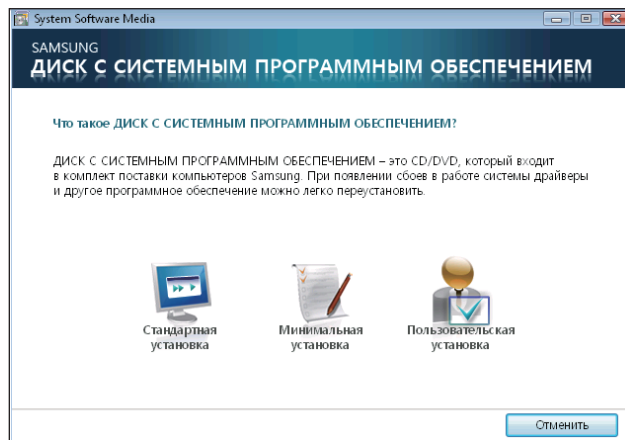 System Software Media
SAMSUNG
ДИСК С СИСТЕМНЫМ ПРОГРАММНЫМ ОБЕСПЕЧЕНИЕМ
Что такое ДИСК С СИСТЕМНЫМ ПРОГРАММНЫМ ОБЕСПЕЧЕНИЕМ?
ДИСК С СИСТЕМНЫМ ПРОГРАММНЫМ ОБЕСПЕЧЕНИЕМ – это CD/DVD, который входит
в комплект поставки компьютеров Samsung. При появлении сбоев в работе системы драйверы
и другое программное обеспечение можно легко переустановить.
Стандартная
установка
Минимальная
установка
Пользовательская
установка
Отменить